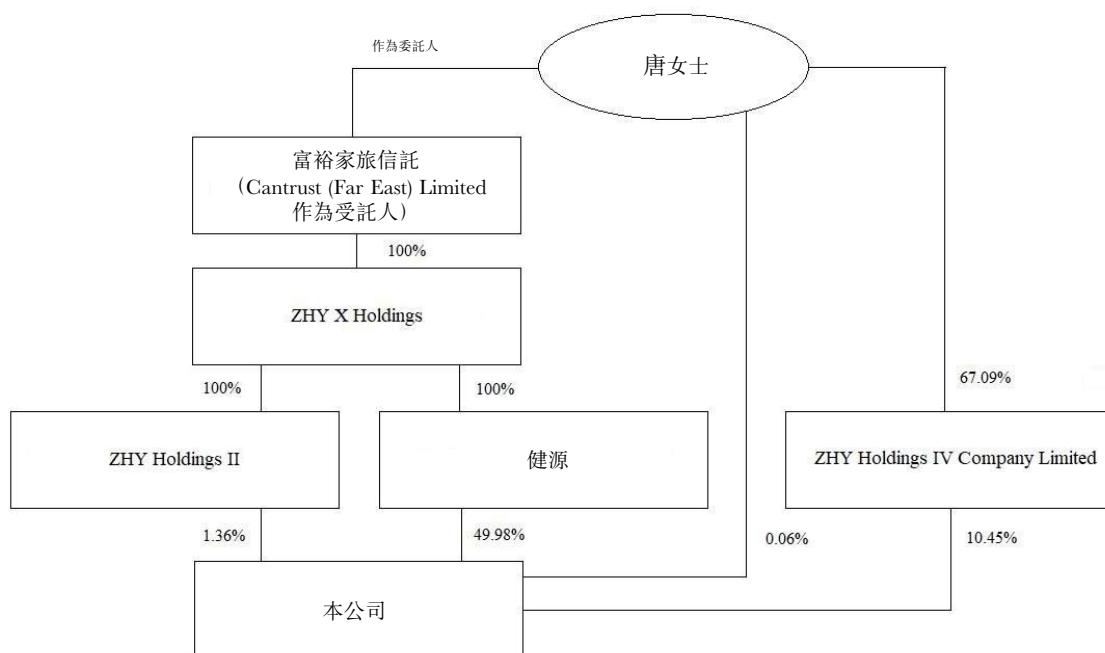 作為委託人
唐女士
富裕家旅信託
（Cantrust (Far East) Limited
作為受託人）
100%
ZHY X Holdings
100%
100%
67.09%
ZHY Holdings II
健源
ZHY Holdings IV Company Limited
1.36%
49.98%
0.06%
10.45%
本公司